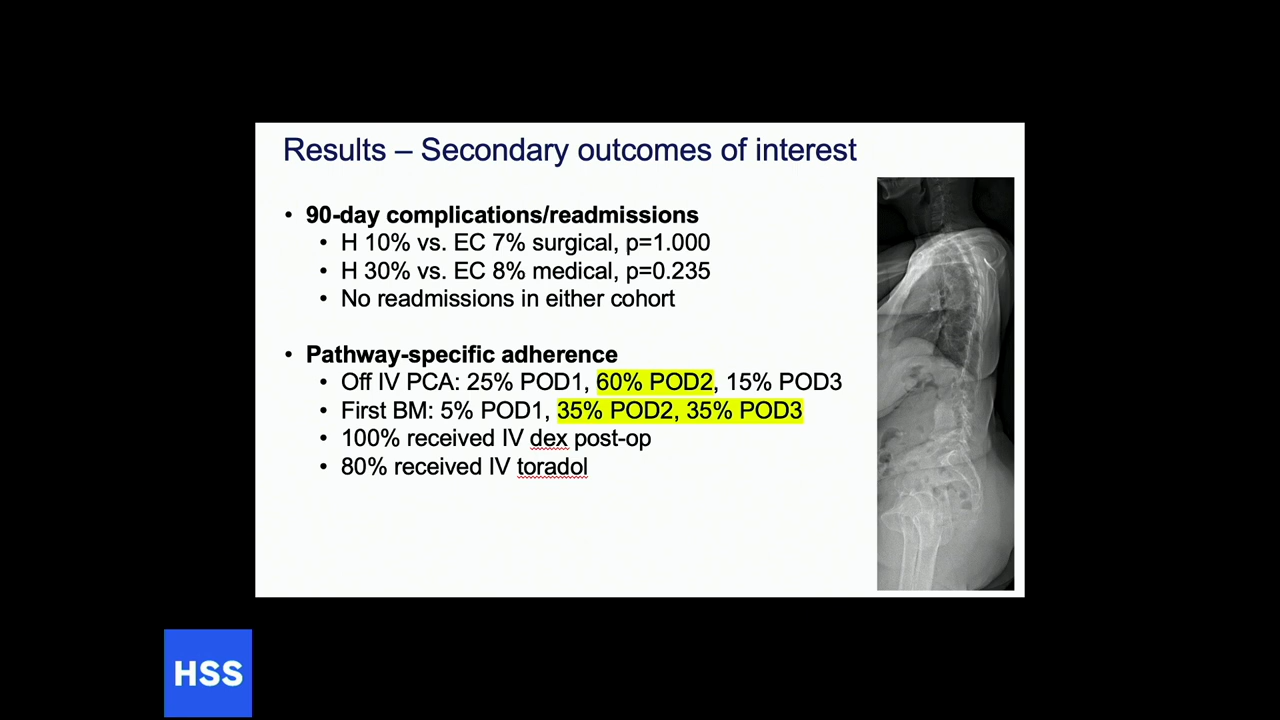 Results – Secondary outcomes of interest
• 90-day complications/readmissions
• H 10% vs. EC 7% surgical, p=1.000
• H 30% vs. EC 8% medical, p=0.235
• No readmissions in either cohort
• Pathway-specific adherence
• Off IV PCA: 25% POD1, 60% POD2, 15% POD3
• First BM: 5% POD1, 35% POD2, 35% POD3
• 100% received IV dex post-op
• 80% received IV toradol
HSS